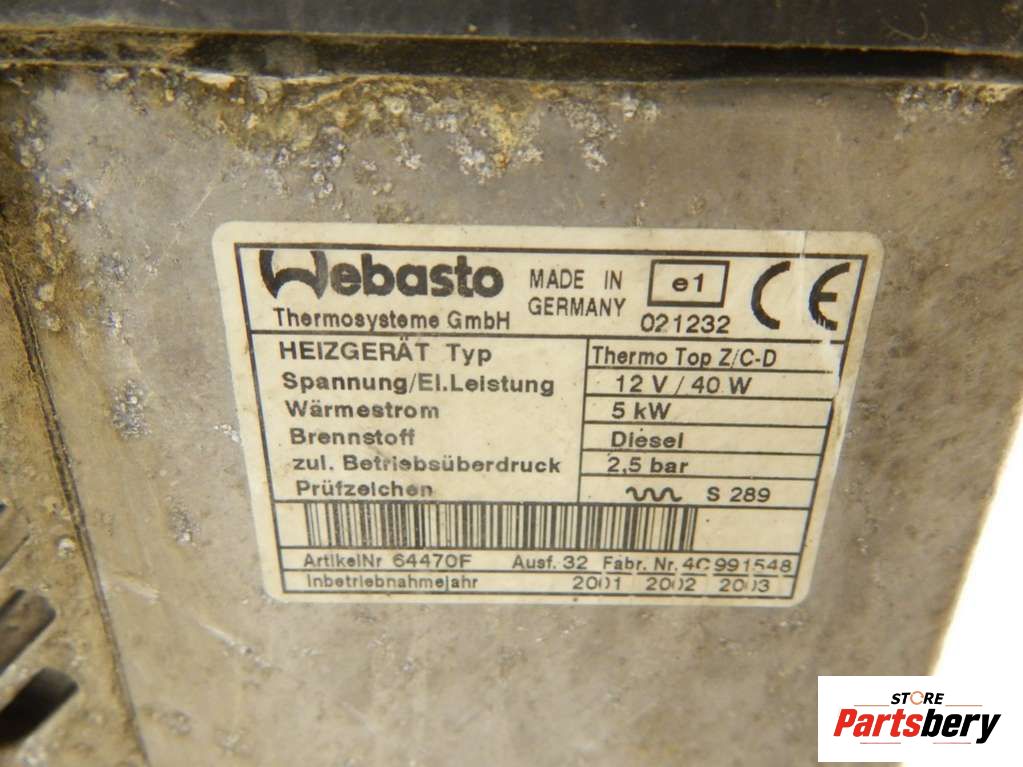 Webasto
Thermosysteme GmbH
MADE IN
GERMANY
e1
021232
CE
HEIZGERÄT Typ Thermo Top Z/C-D
Spannung/El.Leistung 12 V / 40 W
Wärmestrom 5 kW
Brennstoff Diesel
zul. Betriebsüberdruck 2,5 bar
Prüfzeichen S 289
ArtikelNr 64470F Ausf. 32 Fabr. Nr. 4C991548
Inbetriebnahmejahr 2001 2002 2003
STORE
Partsbery